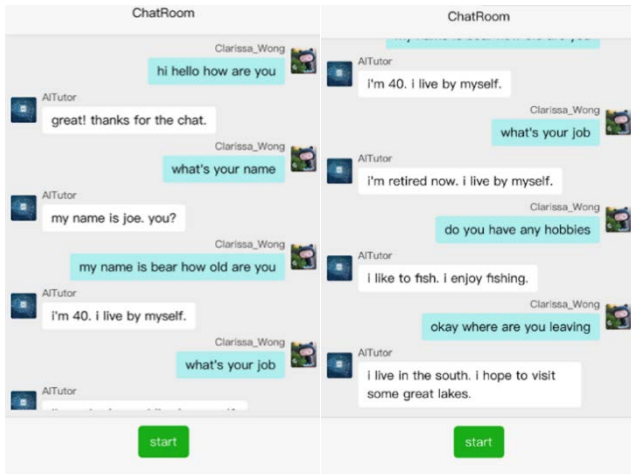 ChatRoom
Clarissa_Wong
hi hello how are you
AITutor
great! thanks for the chat.
Clarissa_Wong
what's your name
AITutor
my name is joe. you?
Clarissa_Wong
my name is bear how old are you
AITutor
i'm 40. i live by myself.
Clarissa_Wong
what's your job
AITutor
start
ChatRoom
AITutor
i'm 40. i live by myself.
Clarissa_Wong
what's your job
AITutor
i'm retired now. i live by myself.
Clarissa_Wong
do you have any hobbies
AITutor
i like to fish. i enjoy fishing.
Clarissa_Wong
okay where are you leaving
AITutor
i live in the south. i hope to visit
some great lakes.
start